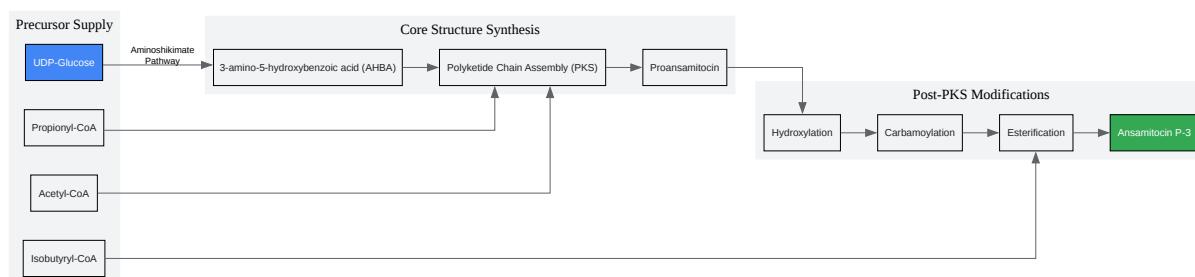 Precursor Supply
UDP-Glucose
Propionyl-CoA
Acetyl-CoA
Isobutyryl-CoA
Aminoshikimate
Pathway
Core Structure Synthesis
3-amino-5-hydroxybenzoic acid (AHBA)
Polyketide Chain Assembly (PKS)
Proansamitocin
Post-PKS Modifications
Hydroxylation
Carbamoylation
Esterification
Ansamitocin P-3